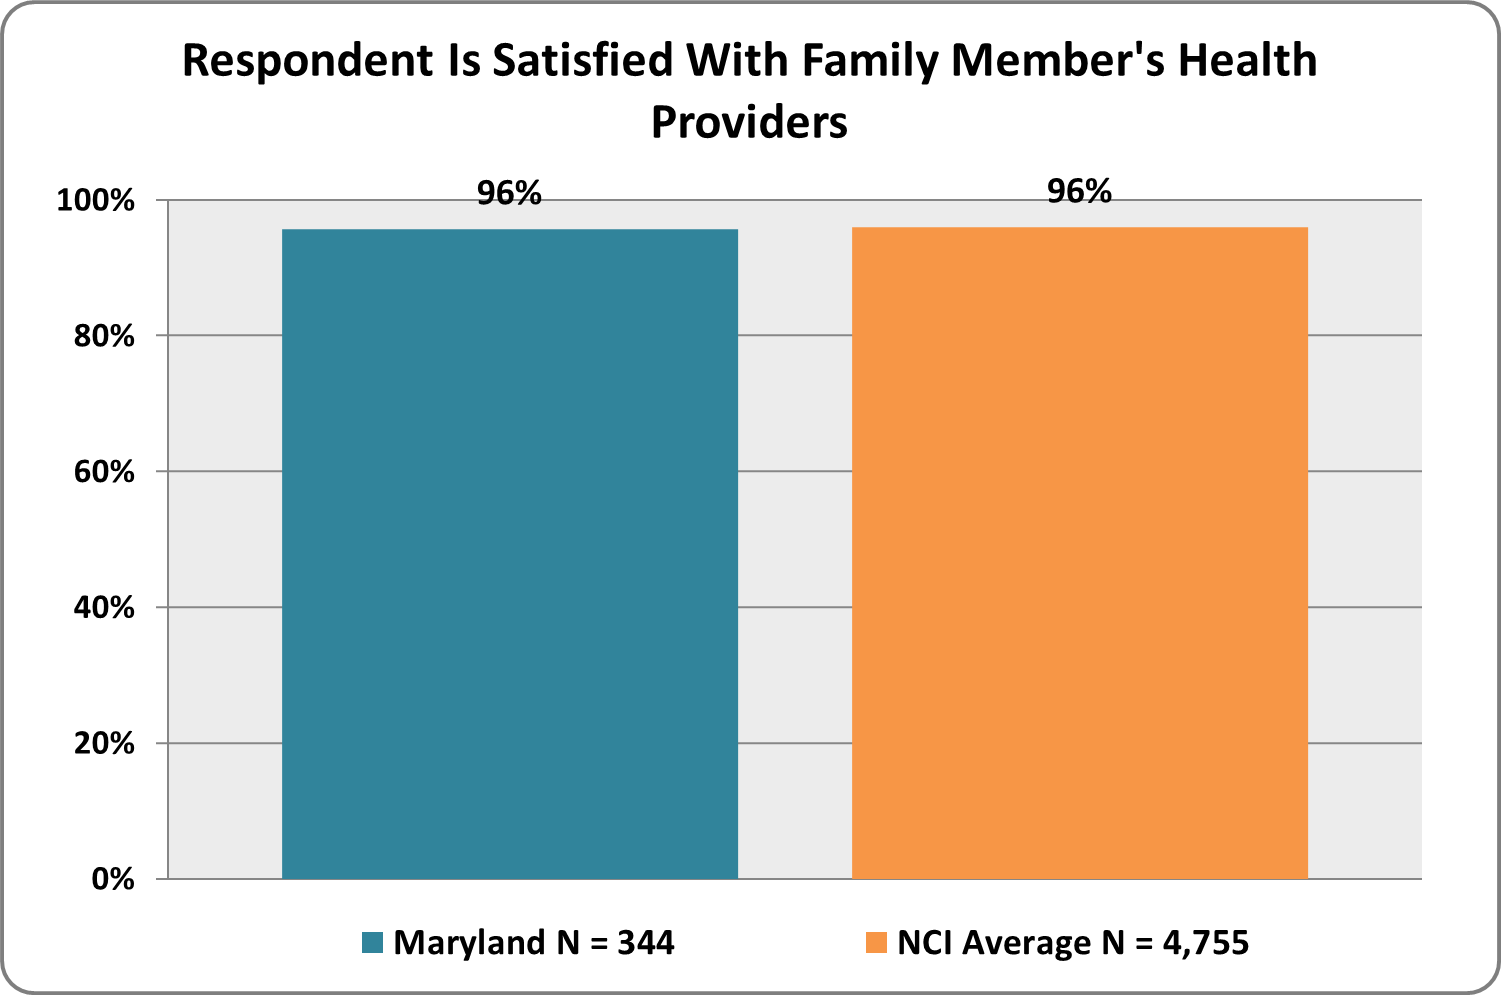 Respondent Is Satisfied With Family Member's Health
Providers
96%
96%
100%
80%
60%
40%
20%
0%
Maryland N = 344
NCI Average N = 4,755